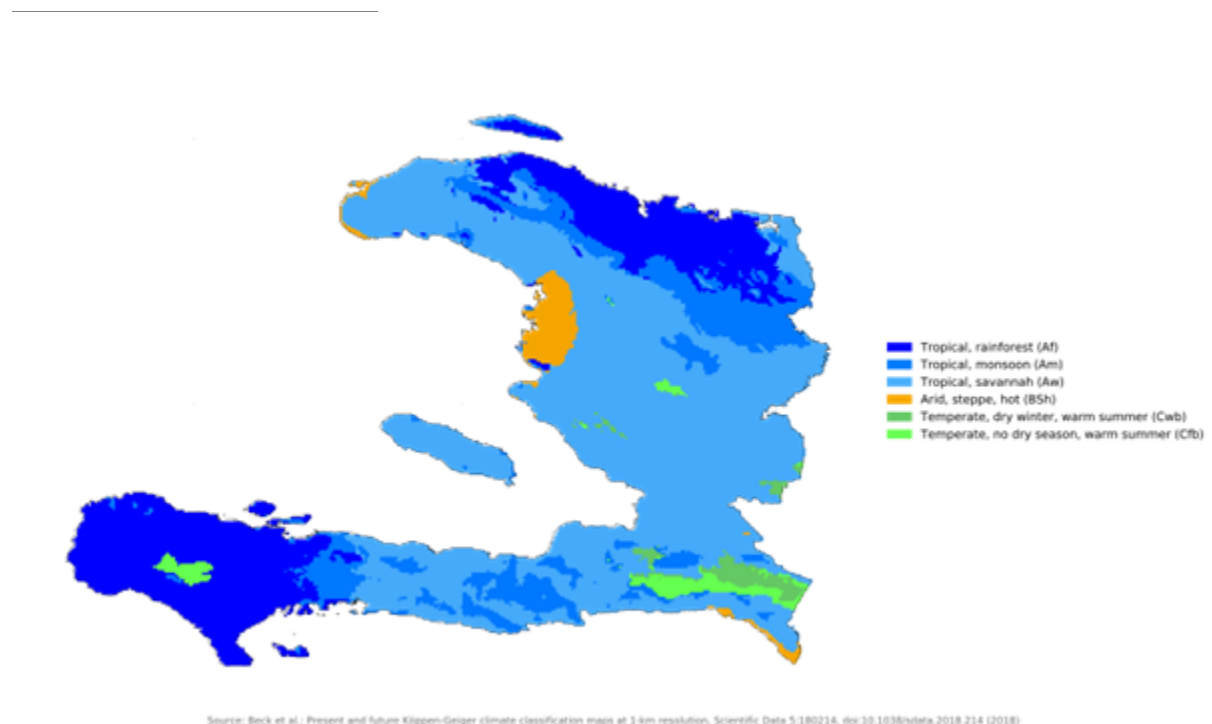 Tropical, rainforest (Af)
Tropical, monsoon (Am)
Tropical, savannah (Aw)
Arid, steppe, hot (BSh)
Temperate, dry winter, warm summer (Cwb)
Temperate, no dry season, warm summer (Cfb)
Source: Beck et al.: Present and future Köppen-Geiger climate classification maps at 1-km resolution, Scientific Data 5:180214, doi:10.1038/sdata.2018.214 (2018)